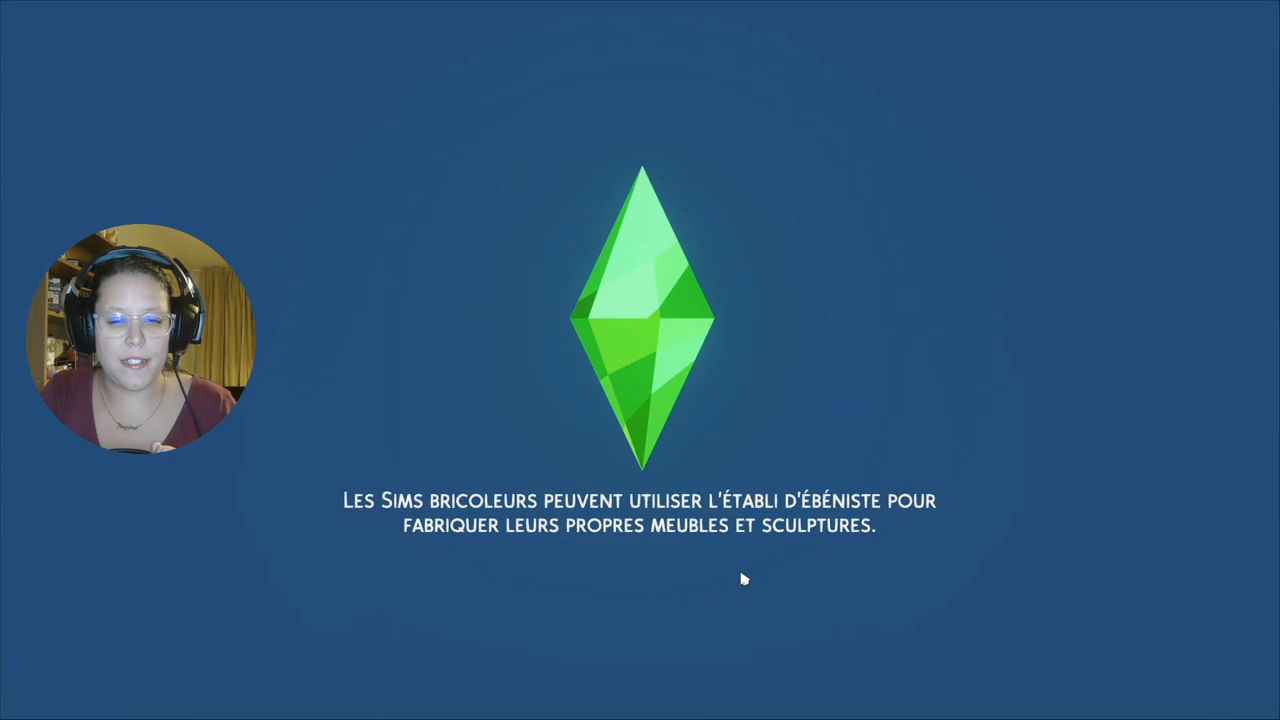 Les Sims bricoleurs peuvent utiliser l'établi d'ébéniste pour
fabriquer leurs propres meubles et sculptures.